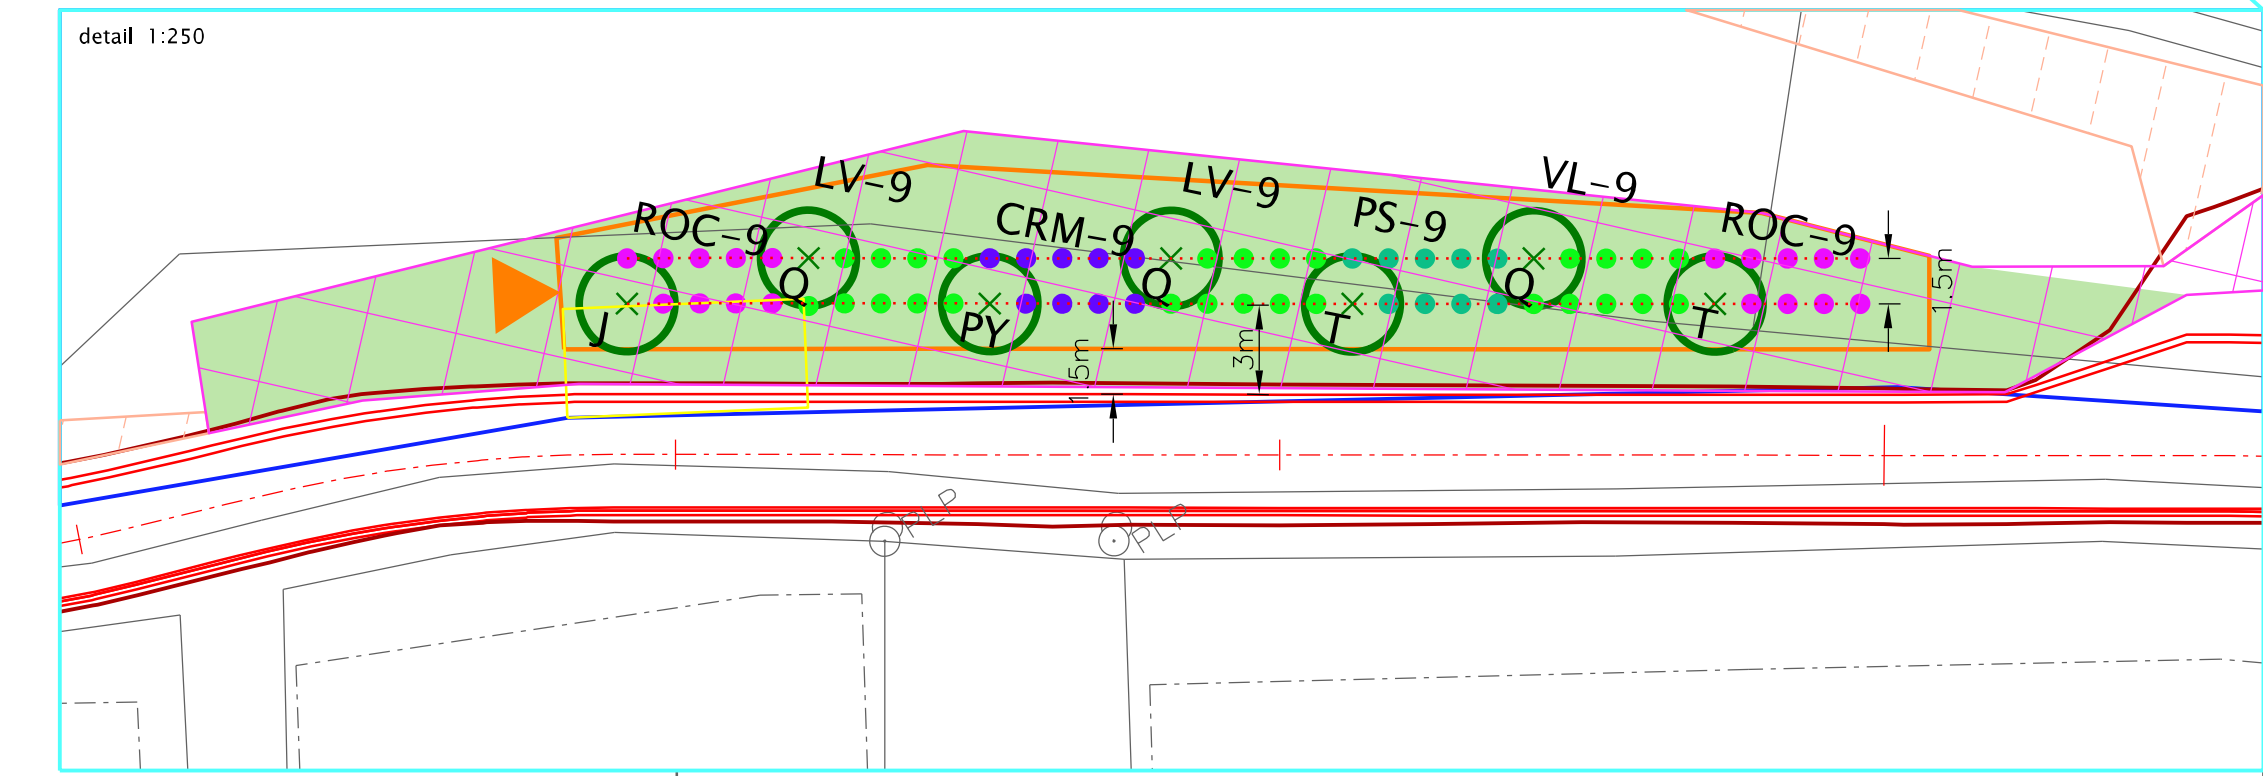 detail 1:250
LV-9
LV-9
VL-9
ROC-9
CRM-9
PS-9
ROC-9
Q
Q
Q
J
PY
T
T
1.5m
3m
1.5m
PLP
PLP